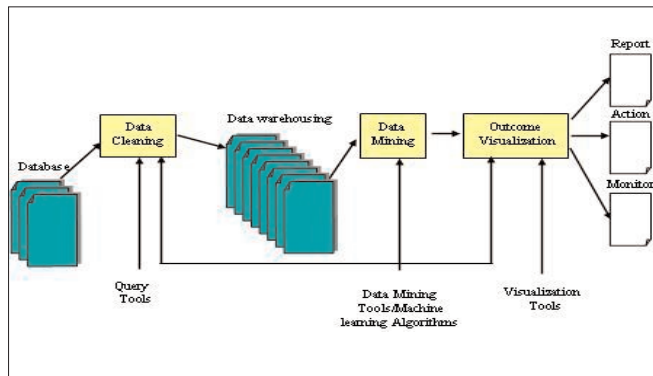 Report
Data
Cleaning
Data warehousing
Data
Mining
Outcome
Visualization
Action
Database
Monitor
Query
Tools
Data Mining
Tools/Machine
learning Algorithms
Visualization
Tools